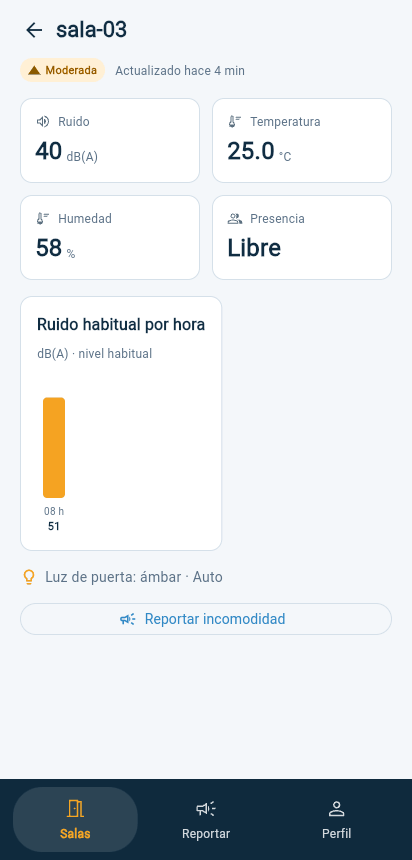 sala-03
Moderada Actualizado hace 4 min
Ruido
40 dB(A)
Temperatura
25.0 °C
Humedad
58 %
Presencia
Libre
Ruido habitual por hora
dB(A) · nivel habitual
08 h
51
Luz de puerta: ámbar · Auto
Reportar incomodidad
Salas Reportar Perfil